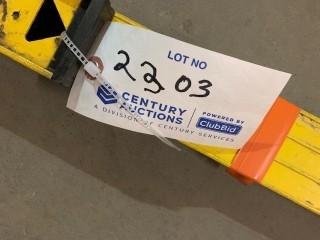 LOT NO
2203
CENTURY
AUCTIONS
A DIVISION OF CENTURY SERVICES
POWERED BY
ClubBid